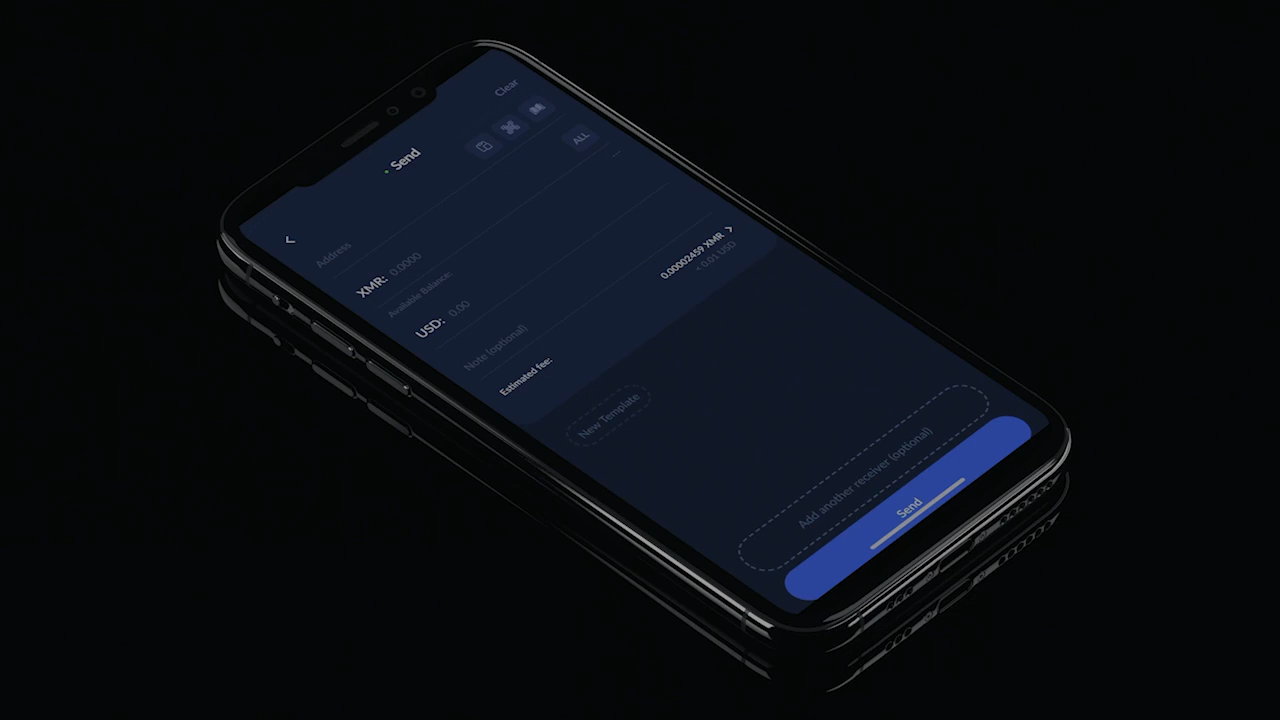 Clear
Send
Address
XMR: 0.0000
ALL
Available Balance:
...
USD: 0.00
Note (optional)
Estimated fee: 0.00002459 XMR
< 0.01 USD
New Template
Add another receiver (optional)
Send